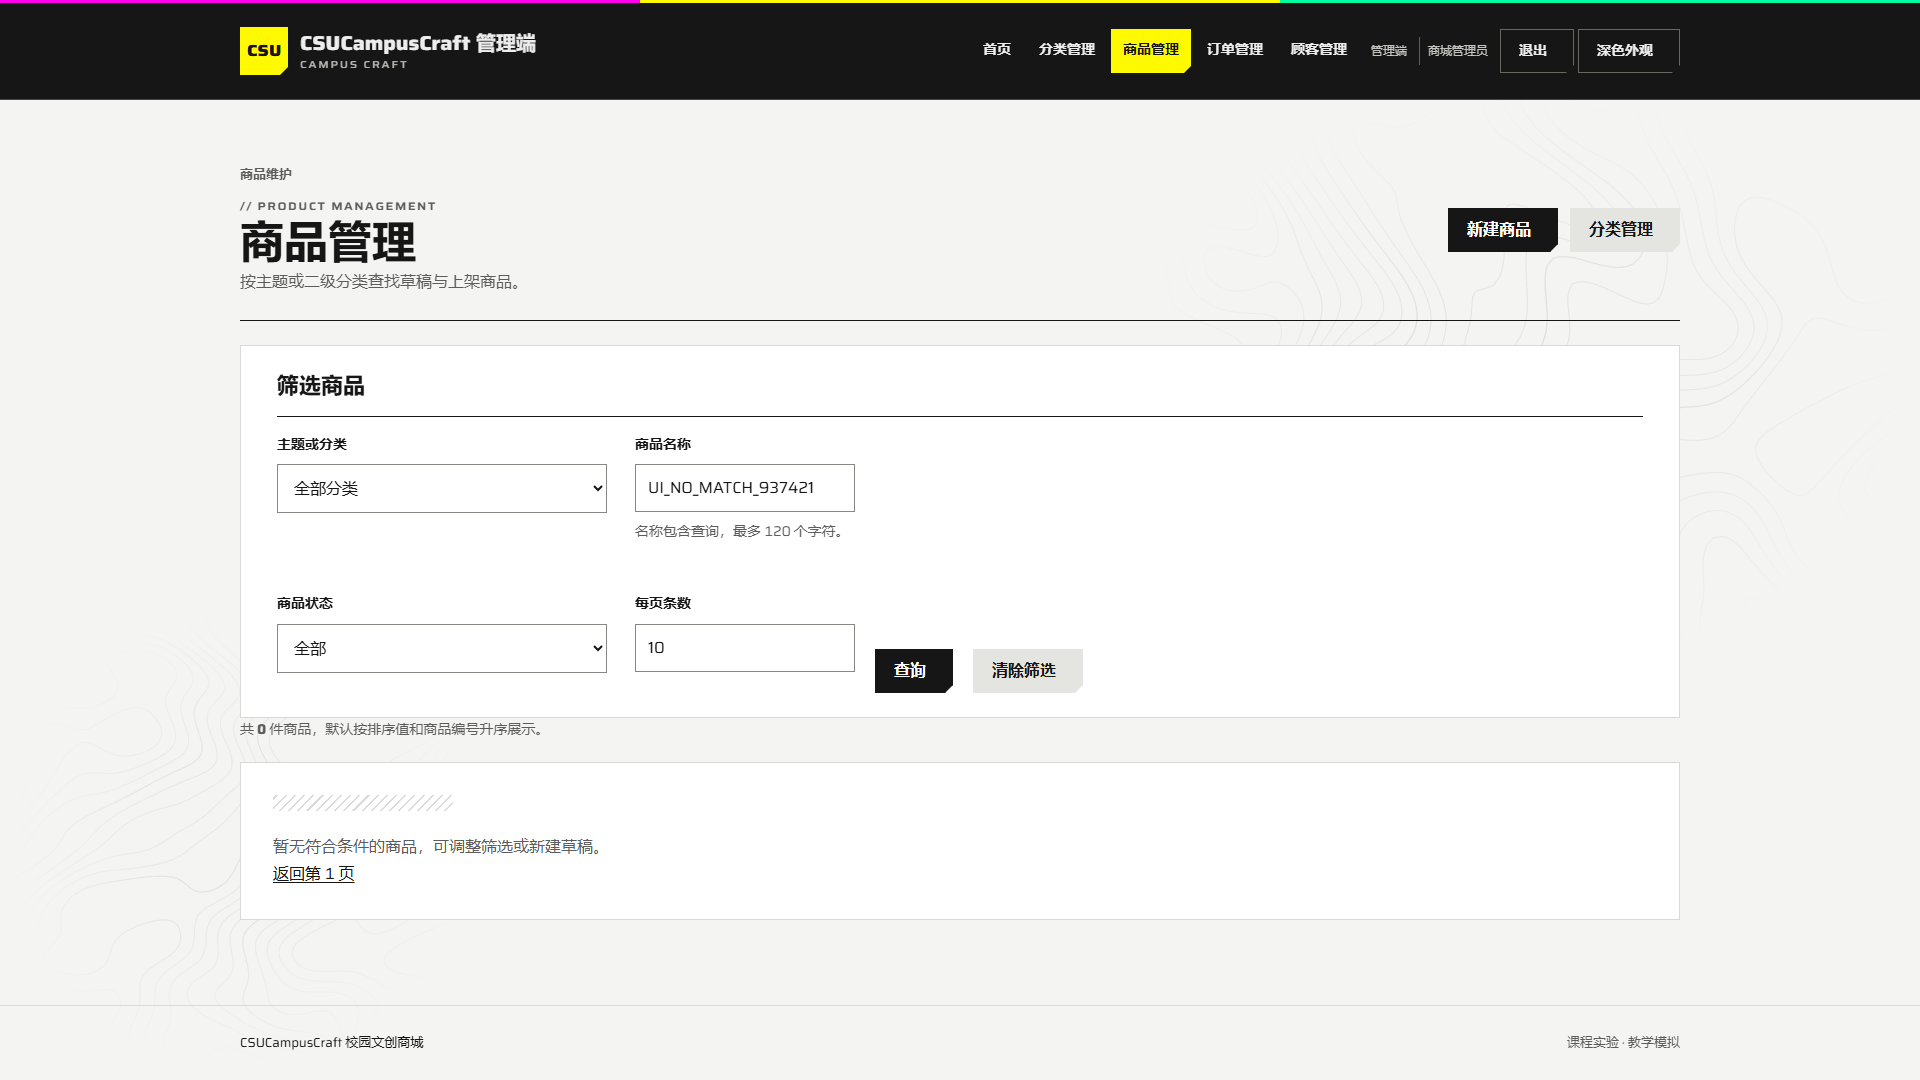 CSU
CSUCampusCraft 管理端
CAMPUS CRAFT
首页
分类管理
商品管理
订单管理
顾客管理
管理端
商城管理员
退出
深色外观
商品维护
// PRODUCT MANAGEMENT
商品管理
按主题或二级分类查找草稿与上架商品。
新建商品
分类管理
筛选商品
主题或分类
商品名称
全部分类
UI_NO_MATCH_937421
名称包含查询，最多 120 个字符。
商品状态
每页条数
全部
10
查询
清除筛选
共 0 件商品，默认按排序值和商品编号升序展示。
暂无符合条件的商品，可调整筛选或新建草稿。
返回第 1 页
CSUCampusCraft 校园文创商城
课程实验 · 教学模拟